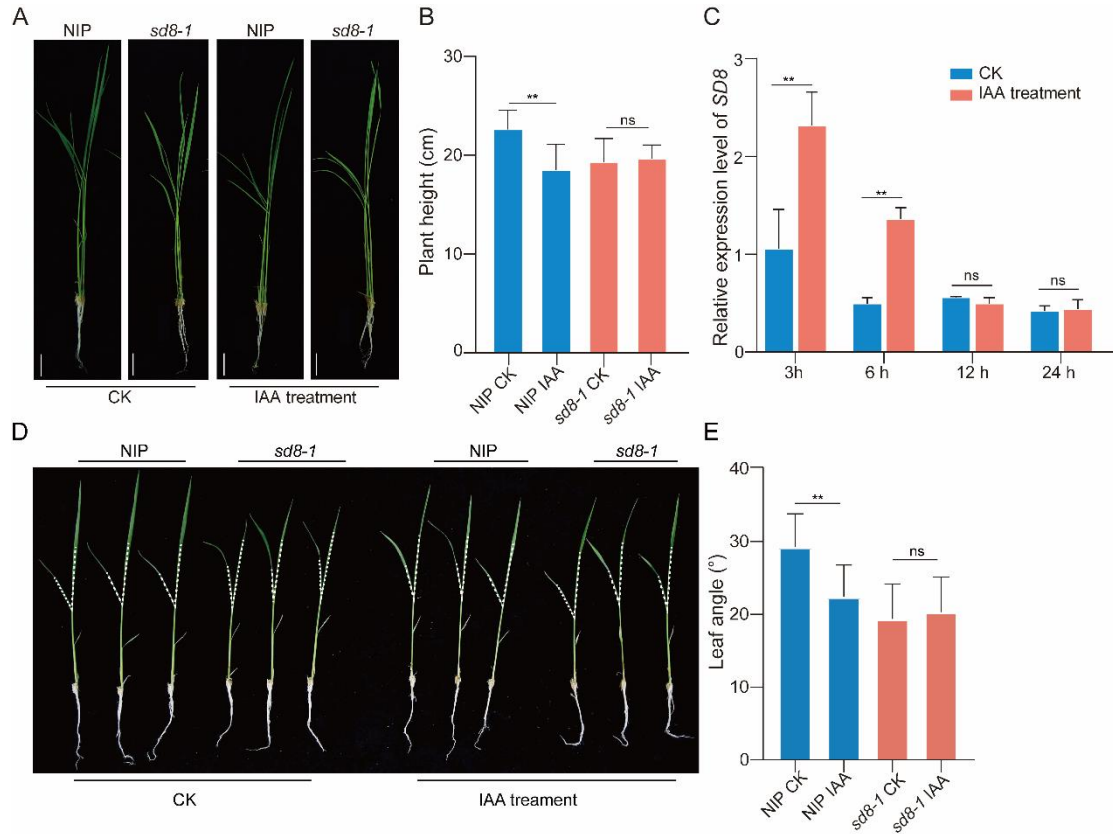 A
NIP
sd8-1
NIP
sd8-1
CK
IAA treatment
B
Plant height (cm)
30
20
10
0
**
ns
NIP CK
NIP IAA
sd8-1 CK
sd8-1 IAA
C
Relative expression level of SD8
3
2
1
0
CK
IAA treatment
**
**
ns
ns
3h
6 h
12 h
24 h
D
NIP
sd8-1
NIP
sd8-1
CK
IAA treament
E
Leaf angle (°)
40
30
20
10
0
**
ns
NIP CK
NIP IAA
sd8-1 CK
sd8-1 IAA